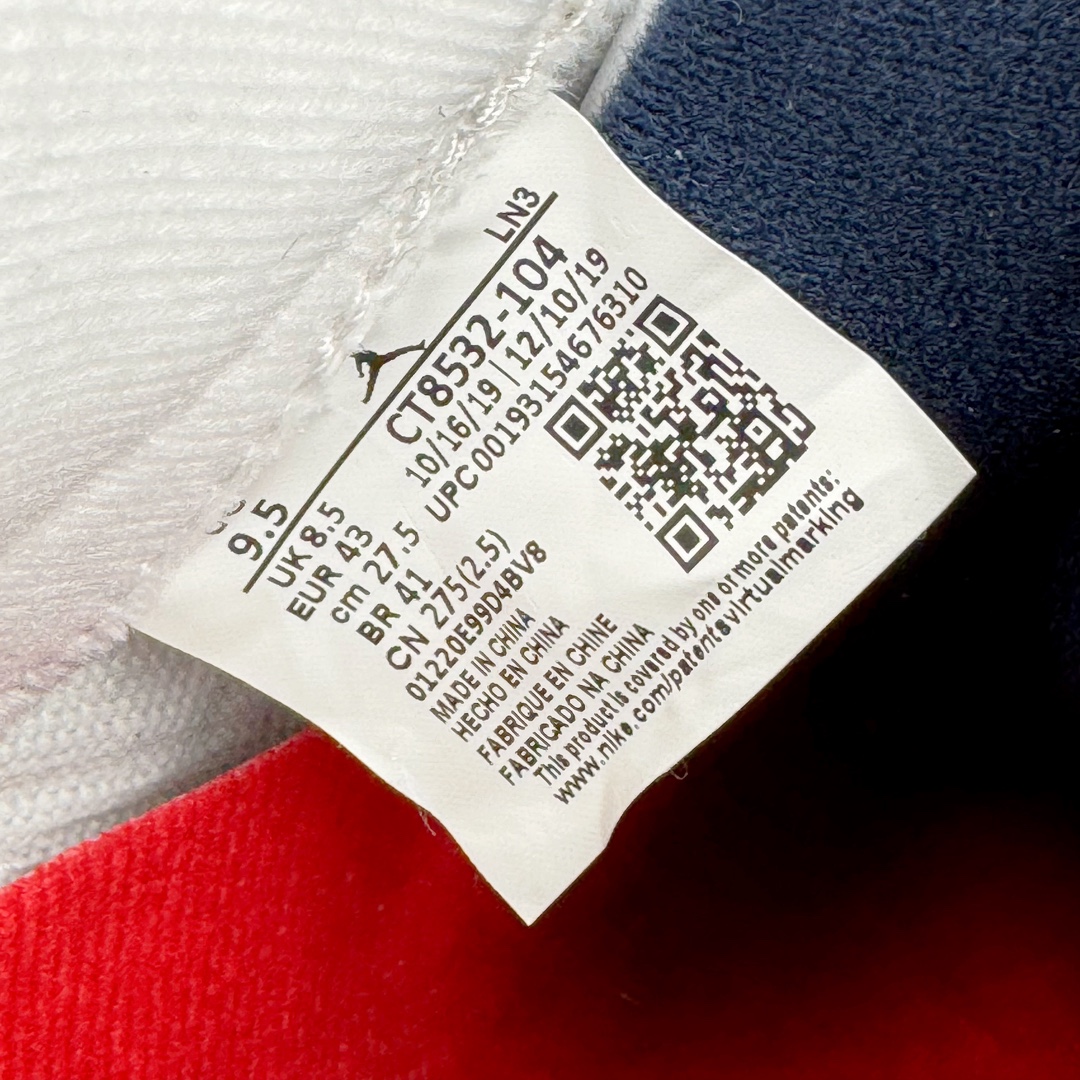 LN3
9.5
UK 8.5
EUR 43
cm 27.5
BR 41
CN 275(2.5)
CT8532-104
10/16/19 | 12/10/19
UPC00193154676310
01220E99D4BV8
MADE IN CHINA
HECHO EN CHINA
FABRIQUE EN CHINE
FABRICADO NA CHINA
This product is covered by one or more patents:
www.nike.com/patentsvirtualmarking